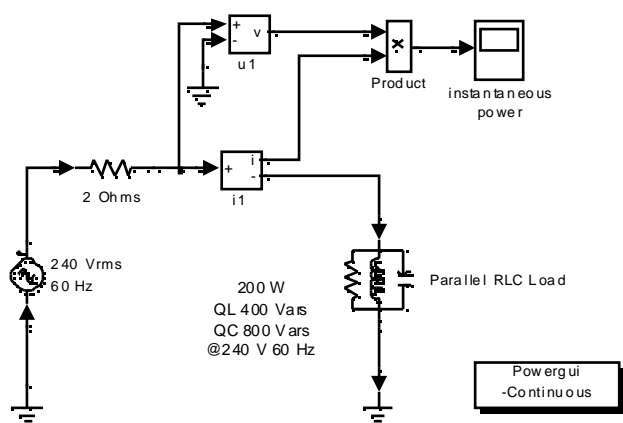 +
-
v
u1
×
Product
instantaneous
power
+
i
-
i1
2 Ohms
240 Vrms
60 Hz
200 W
QL 400 Vars
QC 800 Vars
@240 V 60 Hz
Parallel RLC Load
Powergui
-Continuous